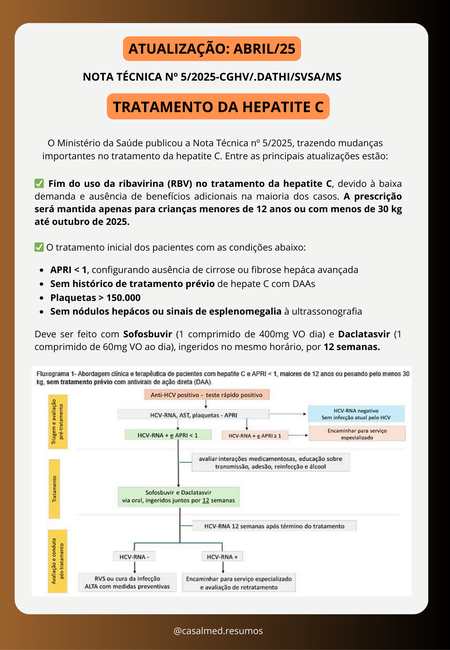 ATUALIZAÇÃO: ABRIL/25
NOTA TÉCNICA Nº 5/2025-CGHV/.DATHI/SVSA/MS
TRATAMENTO DA HEPATITE C
O Ministério da Saúde publicou a Nota Técnica nº 5/2025, trazendo mudanças
importantes no tratamento da hepatite C. Entre as principais atualizações estão:
✅ Fim do uso da ribavirina (RBV) no tratamento da hepatite C, devido à baixa
demanda e ausência de benefícios adicionais na maioria dos casos. A prescrição
será mantida apenas para crianças menores de 12 anos ou com menos de 30 kg
até outubro de 2025.
✅ O tratamento inicial dos pacientes com as condições abaixo:
• APRI < 1, configurando ausência de cirrose ou fibrose hepáca avançada
• Sem histórico de tratamento prévio de hepate C com DAAs
• Plaquetas > 150.000
• Sem nódulos hepácos ou sinais de esplenomegalia à ultrassonografia
Deve ser feito com Sofosbuvir (1 comprimido de 400mg VO dia) e Daclatasvir (1
comprimido de 60mg VO ao dia), ingeridos no mesmo horário, por 12 semanas.
Fluxograma 1- Abordagem clínica e terapêutica de pacientes com hepatite C e APRI < 1, maiores de 12 anos ou pesando pelo menos 30
kg, sem tratamento prévio com antivirais de ação direta (DAA).
Triagem e avaliação
pré-tratamento
Anti-HCV positivo - teste rápido positivo
HCV-RNA, AST, plaquetas - APRI
HCV-RNA negativo
Sem infecção atual pelo HCV
HCV-RNA + e APRI < 1
HCV-RNA + e APRI ≥ 1
Encaminhar para serviço
especializado
Tratamento
avaliar interações medicamentosas, educação sobre
transmissão, adesão, reinfecção e álcool
Sofosbuvir e Daclatasvir
via oral, ingeridos juntos por 12 semanas
Avaliação e conduta
pós-tratamento
HCV-RNA 12 semanas após término do tratamento
HCV-RNA -
HCV-RNA +
RVS ou cura da infecção
ALTA com medidas preventivas
Encaminhar para serviço especializado
e avaliação de retratamento
@casalmed.resumos